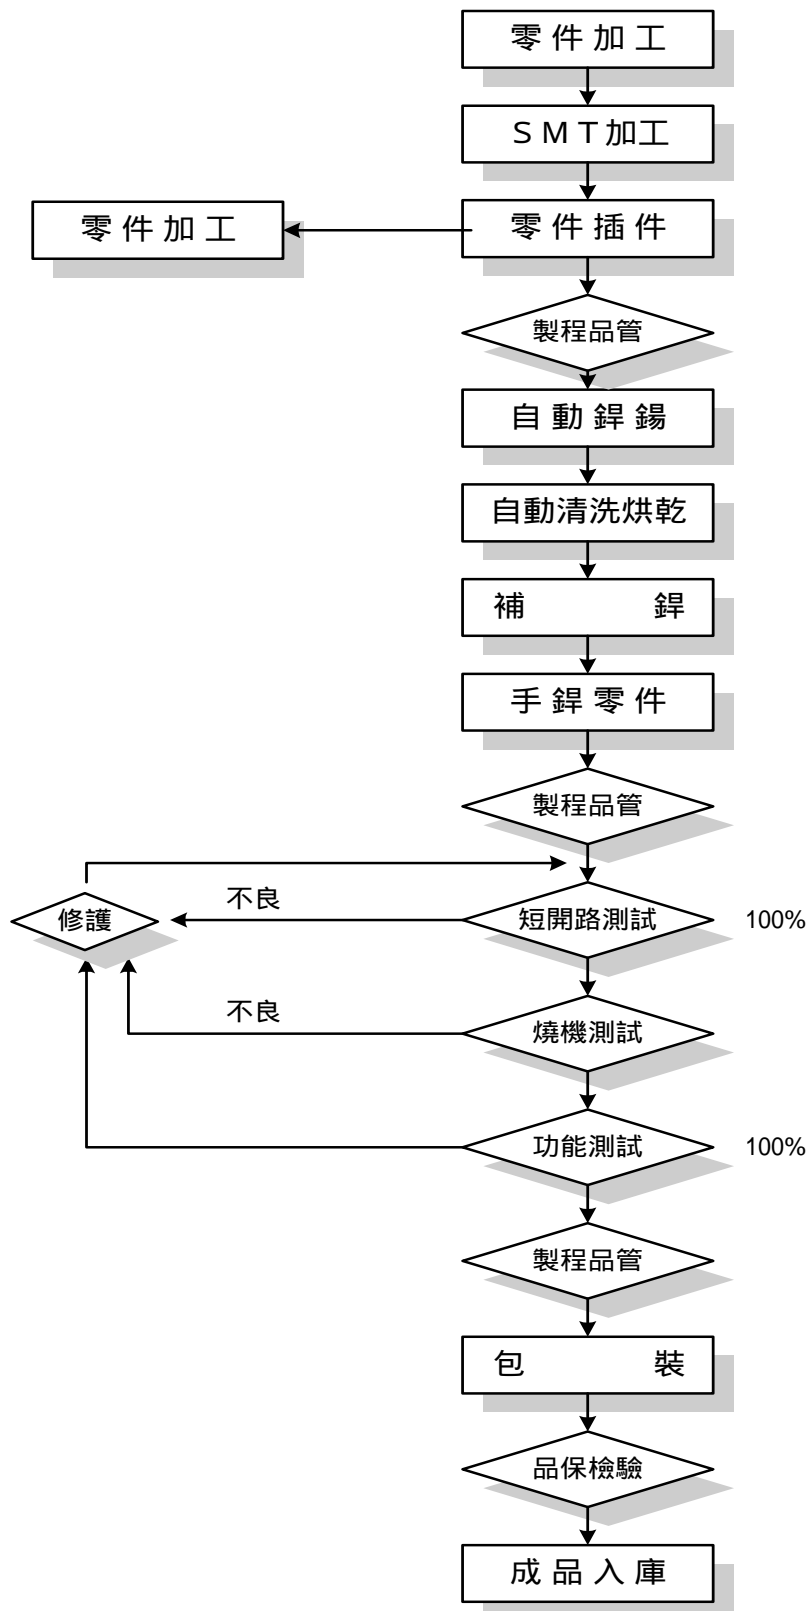 零件加工
SMT加工
零件加工
零件插件
製程品管
自動銲錫
自動清洗烘乾
補銲
手銲零件
製程品管
不良
修護
短開路測試
100%
不良
燒機測試
功能測試
100%
製程品管
包裝
品保檢驗
成品入庫